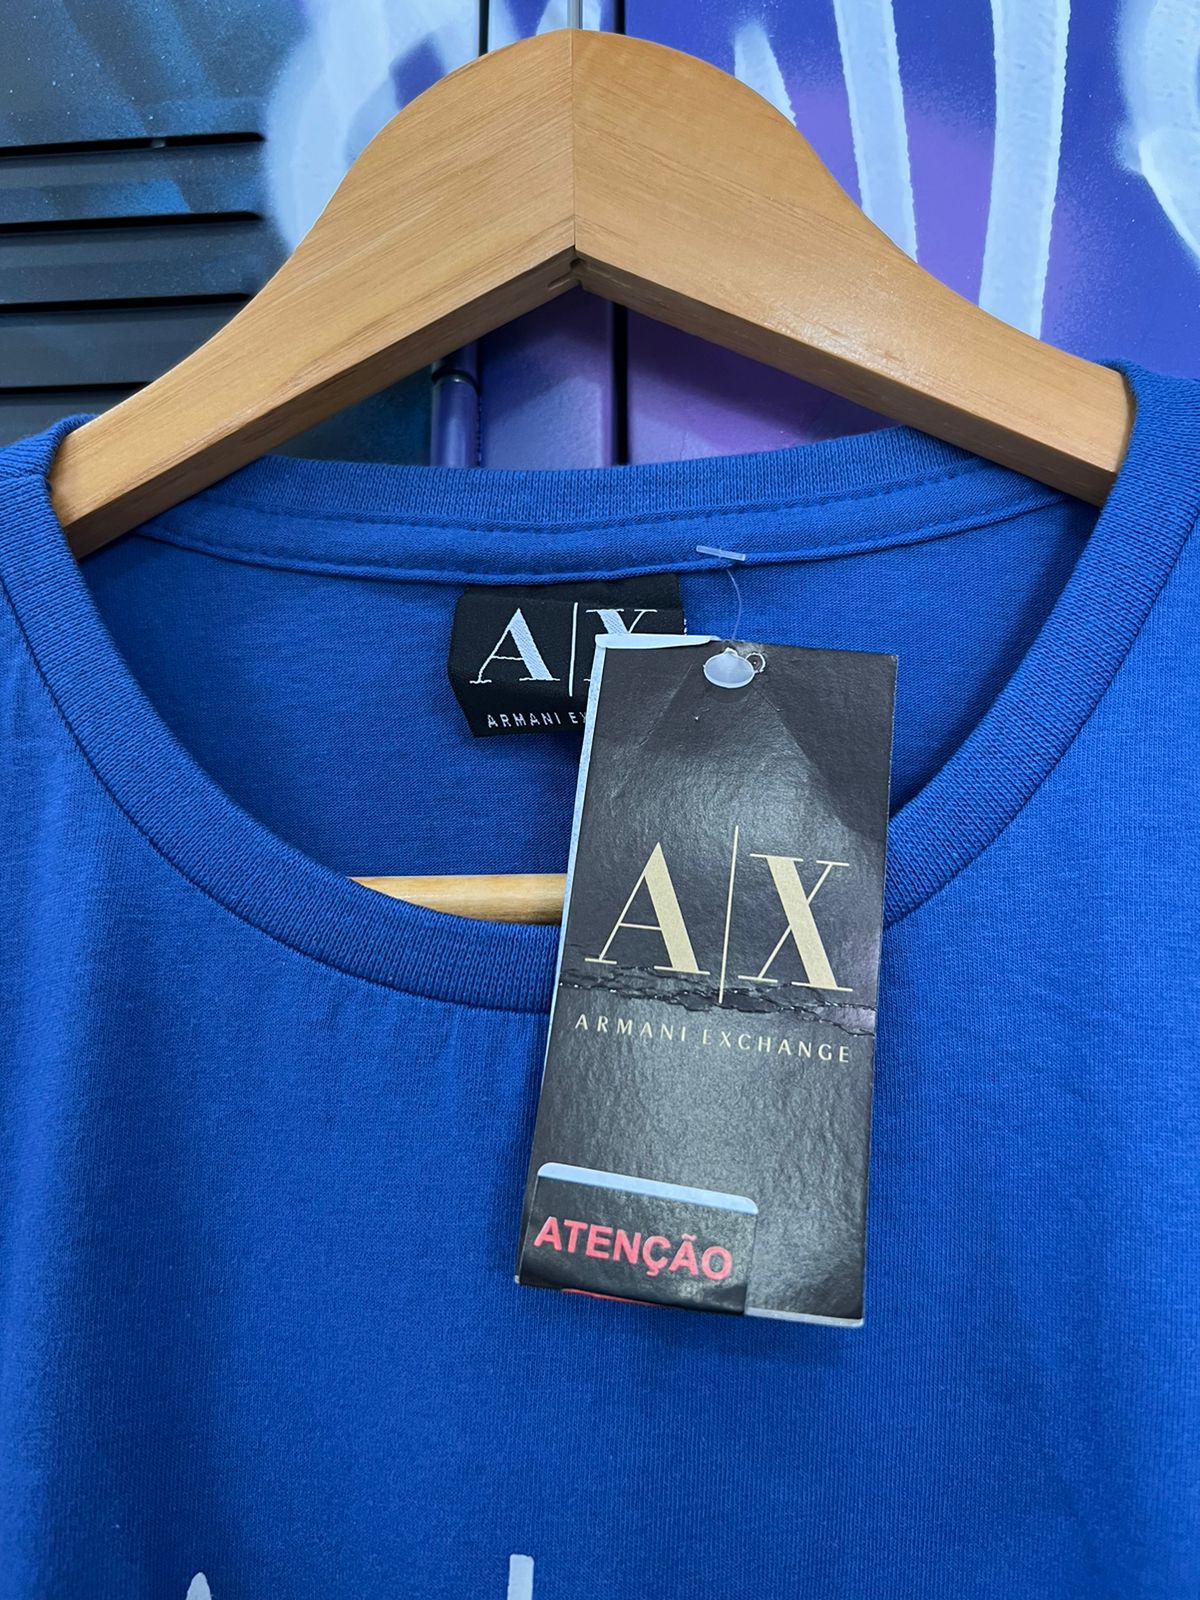 A|X
ARMANI EX
A|X
ARMANI EXCHANGE
ATENÇÃO